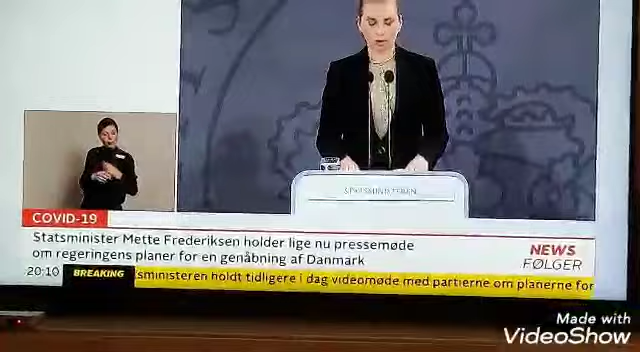 STATSMINISTEREN
COVID-19
Statsminister Mette Frederiksen holder lige nu pressemøde
om regeringens planer for en genåbning af Danmark
NEWS
FØLGER
20:10
BREAKING
sministeren holdt tidligere i dag videomøde med partierne om planerne for
Made with
VideoShow